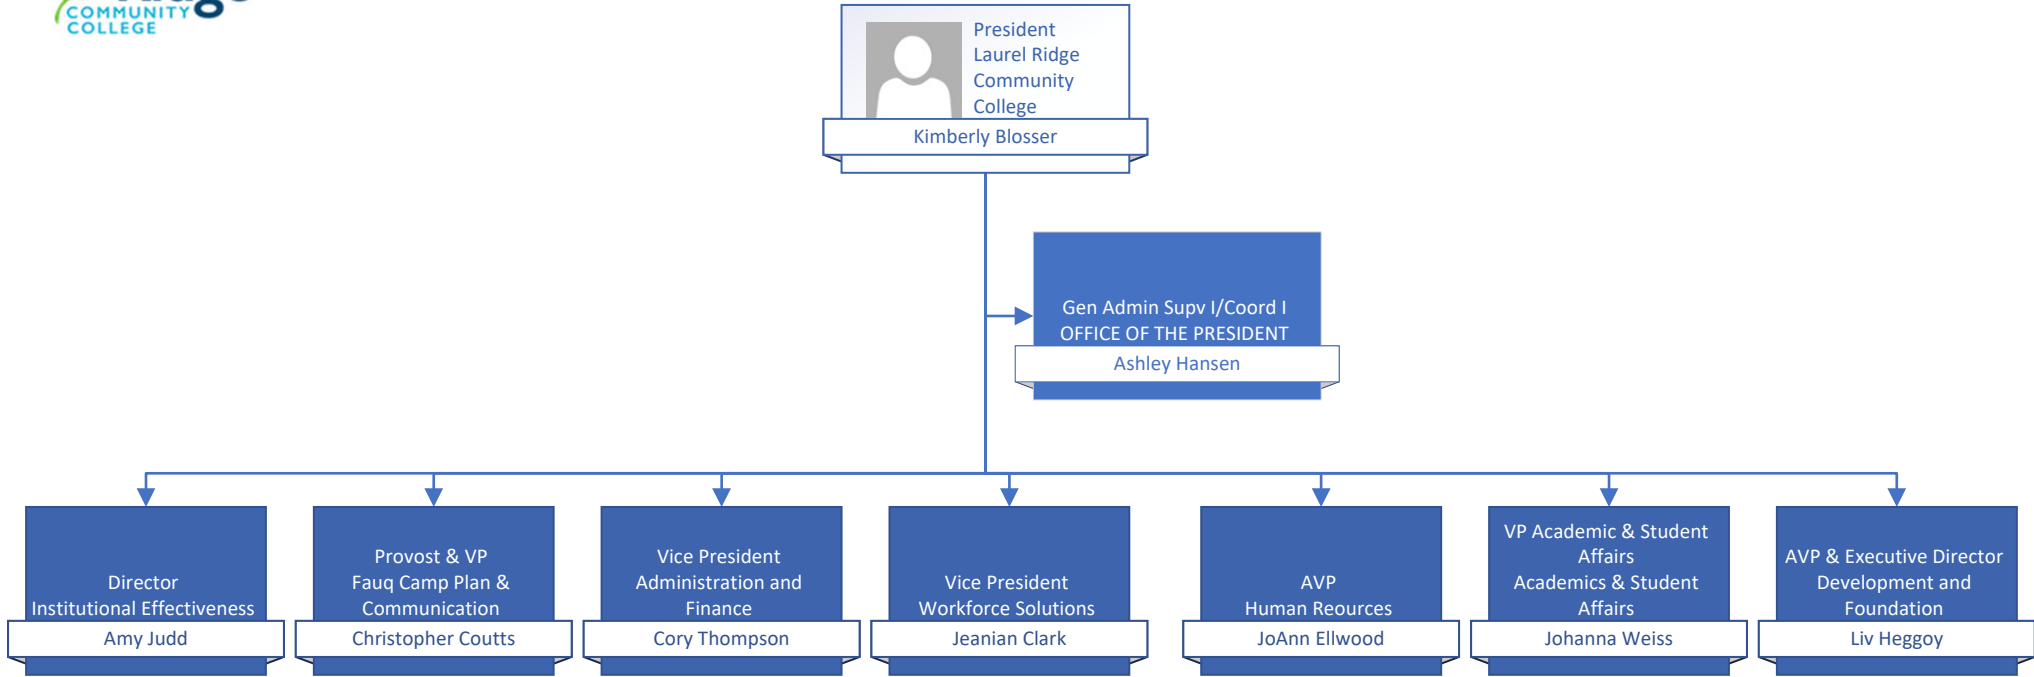 COMMUNITY
COLLEGE
President
Laurel Ridge
Community
College
Kimberly Blosser
Gen Admin Supv I/Coord I
OFFICE OF THE PRESIDENT
Ashley Hansen
Director
Institutional Effectiveness
Amy Judd
Provost & VP
Fauq Camp Plan &
Communication
Christopher Coutts
Vice President
Administration and
Finance
Cory Thompson
Vice President
Workforce Solutions
Jeanian Clark
AVP
Human Reources
JoAnn Ellwood
VP Academic & Student
Affairs
Academics & Student
Affairs
Johanna Weiss
AVP & Executive Director
Development and
Foundation
Liv Heggoy